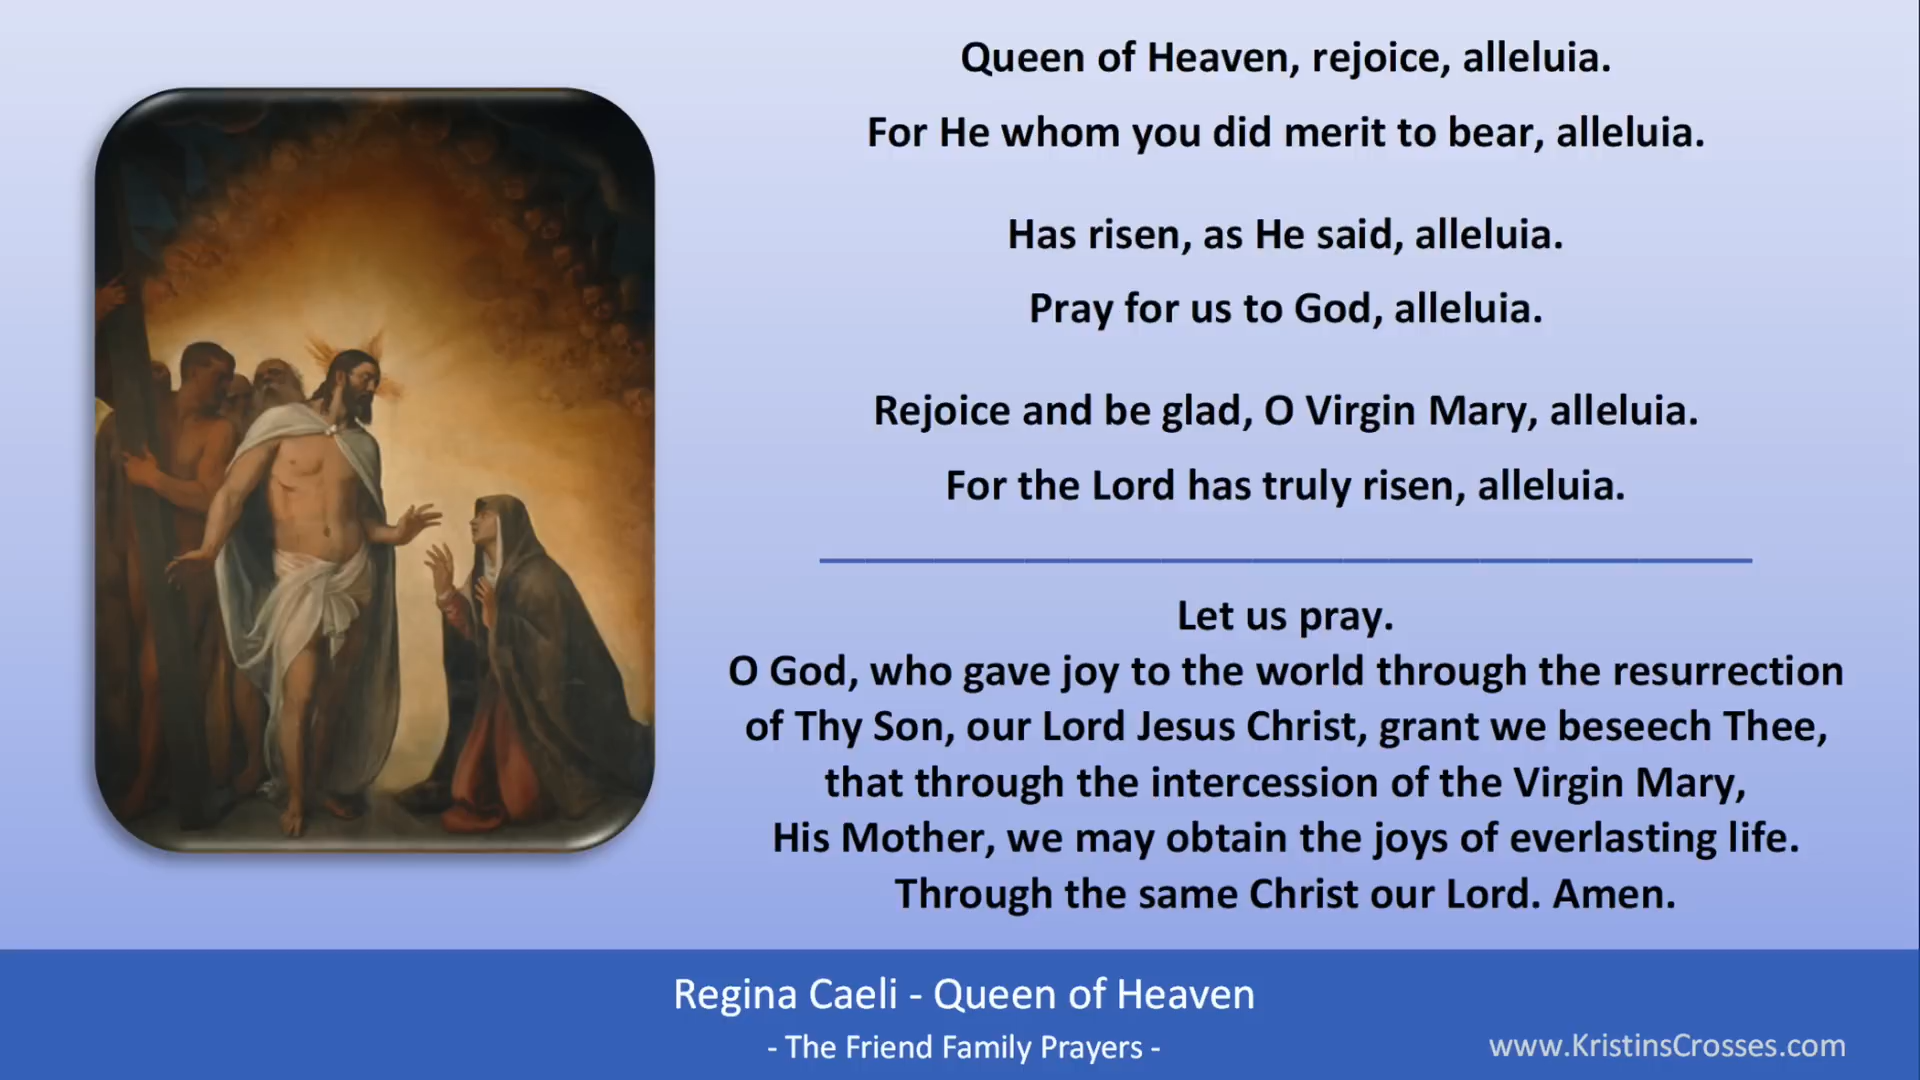 Queen of Heaven, rejoice, alleluia.
For He whom you did merit to bear, alleluia.
Has risen, as He said, alleluia.
Pray for us to God, alleluia.
Rejoice and be glad, O Virgin Mary, alleluia.
For the Lord has truly risen, alleluia.
Let us pray.
O God, who gave joy to the world through the resurrection
of Thy Son, our Lord Jesus Christ, grant we beseech Thee,
that through the intercession of the Virgin Mary,
His Mother, we may obtain the joys of everlasting life.
Through the same Christ our Lord. Amen.
Regina Caeli - Queen of Heaven
- The Friend Family Prayers -
www.KristinsCrosses.com